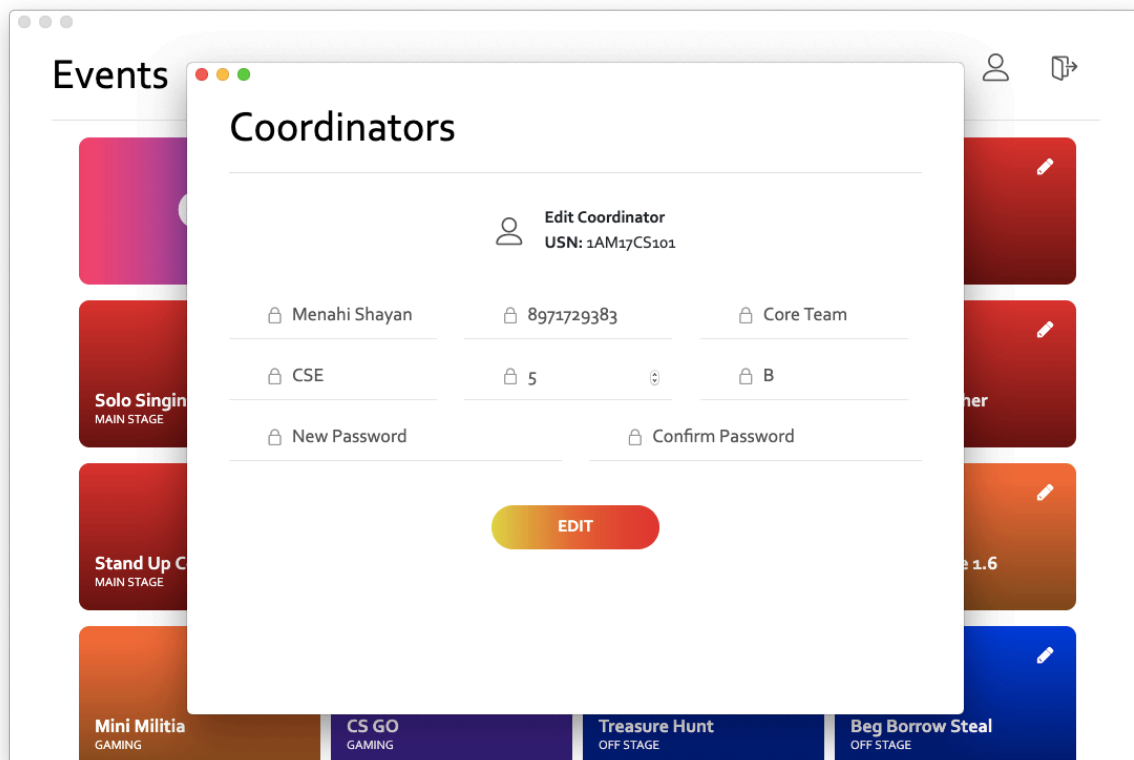 Events
Coordinators
Edit Coordinator
USN: 1AM17CS101
Menahi Shayan
8971729383
Core Team
CSE
5
B
New Password
Confirm Password
EDIT
Solo Singin
MAIN STAGE
her
Stand Up C
MAIN STAGE
e 1.6
Mini Militia
GAMING
CS GO
GAMING
Treasure Hunt
OFF STAGE
Beg Borrow Steal
OFF STAGE